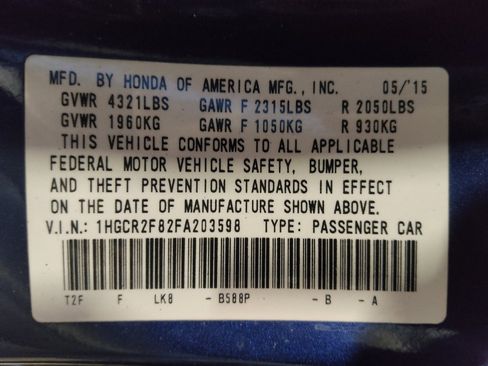 MFD. BY HONDA OF AMERICA MFG., INC. 05/'15
GVWR 4321LBS GAWR F 2315LBS R 2050LBS
GVWR 1960KG GAWR F 1050KG R 930KG
THIS VEHICLE CONFORMS TO ALL APPLICABLE
FEDERAL MOTOR VEHICLE SAFETY, BUMPER,
AND THEFT PREVENTION STANDARDS IN EFFECT
ON THE DATE OF MANUFACTURE SHOWN ABOVE.
V.I.N.: 1HGCR2F82FA203598 TYPE: PASSENGER CAR
T2F F LK8 -B588P -B -A